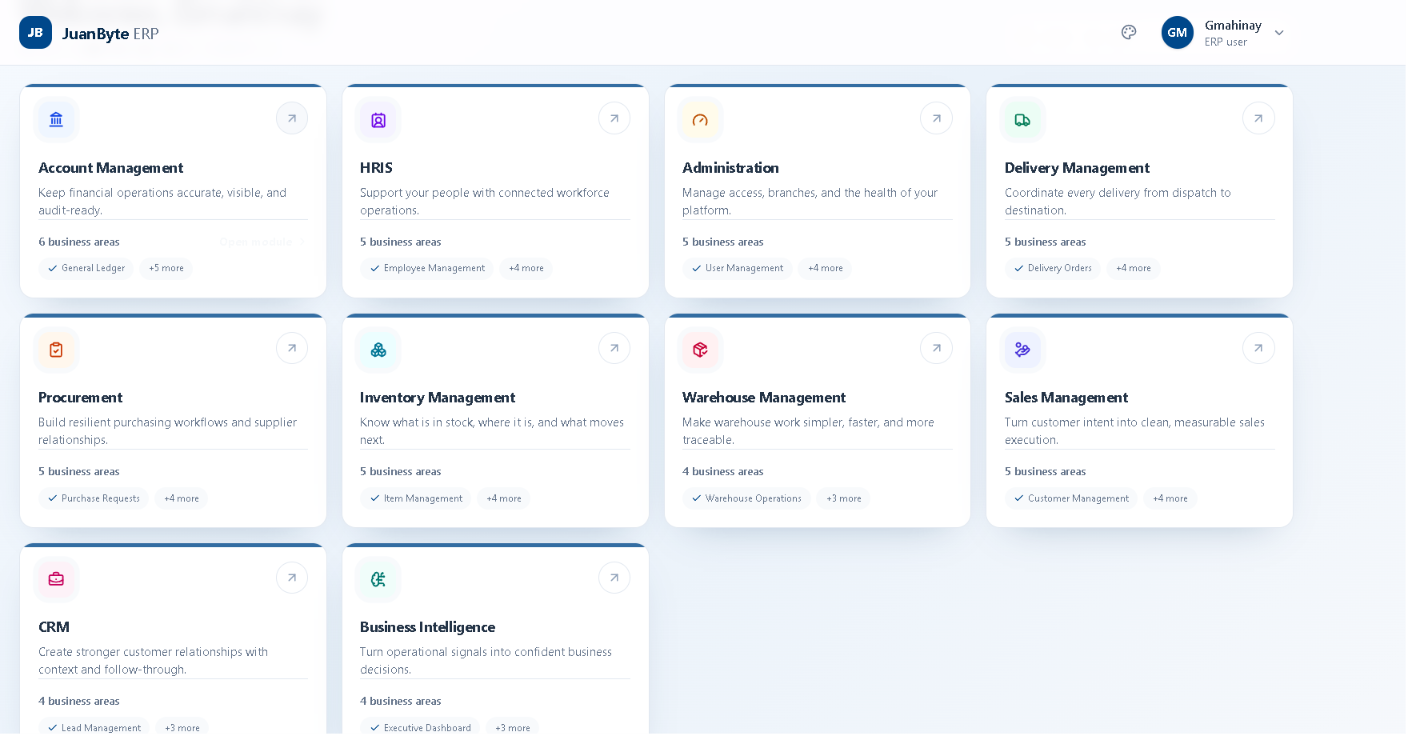 JB JuanByte ERP
GM Gmahinay
ERP user
Account Management
Keep financial operations accurate, visible, and
audit-ready.
6 business areas Open module
General Ledger +5 more
HRIS
Support your people with connected workforce
operations.
5 business areas
Employee Management +4 more
Administration
Manage access, branches, and the health of your
platform.
5 business areas
User Management +4 more
Delivery Management
Coordinate every delivery from dispatch to
destination.
5 business areas
Delivery Orders +4 more
Procurement
Build resilient purchasing workflows and supplier
relationships.
5 business areas
Purchase Requests +4 more
Inventory Management
Know what is in stock, where it is, and what moves
next.
5 business areas
Item Management +4 more
Warehouse Management
Make warehouse work simpler, faster, and more
traceable.
4 business areas
Warehouse Operations +3 more
Sales Management
Turn customer intent into clean, measurable sales
execution.
5 business areas
Customer Management +4 more
CRM
Create stronger customer relationships with
context and follow-through.
4 business areas
Lead Management +3 more
Business Intelligence
Turn operational signals into confident business
decisions.
4 business areas
Executive Dashboard +3 more